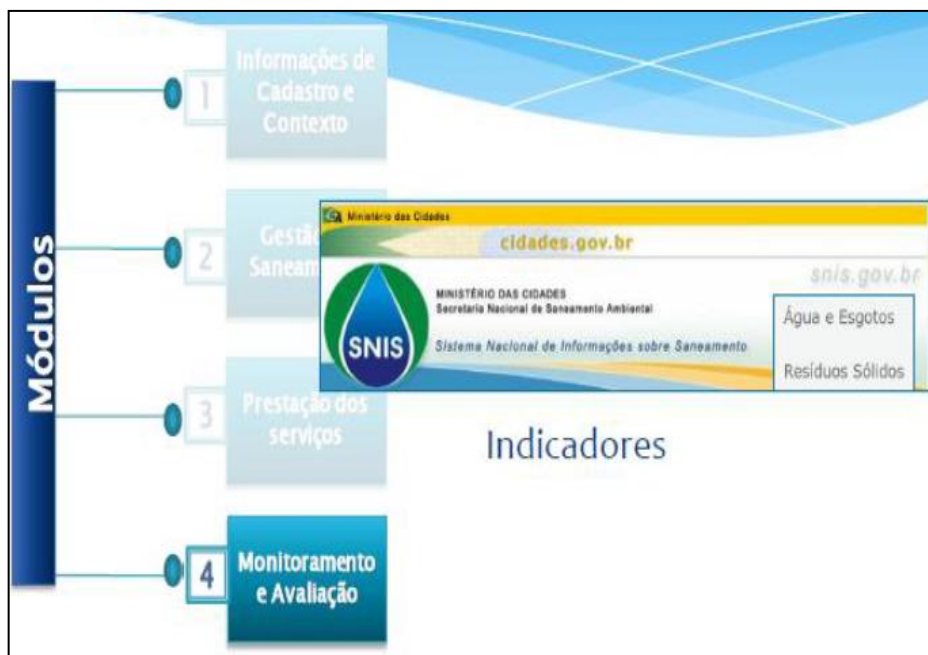 Módulos
1
Informações de
Cadastro e
Contexto
2
Gestão
Saneam
3
Prestação dos
serviços
4
Monitoramento
e Avaliação
Ministério das Cidades
cidades.gov.br
snis.gov.br
SNIS
MINISTÉRIO DAS CIDADES
Secretaria Nacional de Saneamento Ambiental
Sistema Nacional de Informações sobre Saneamento
Água e Esgotos
Resíduos Sólidos
Indicadores